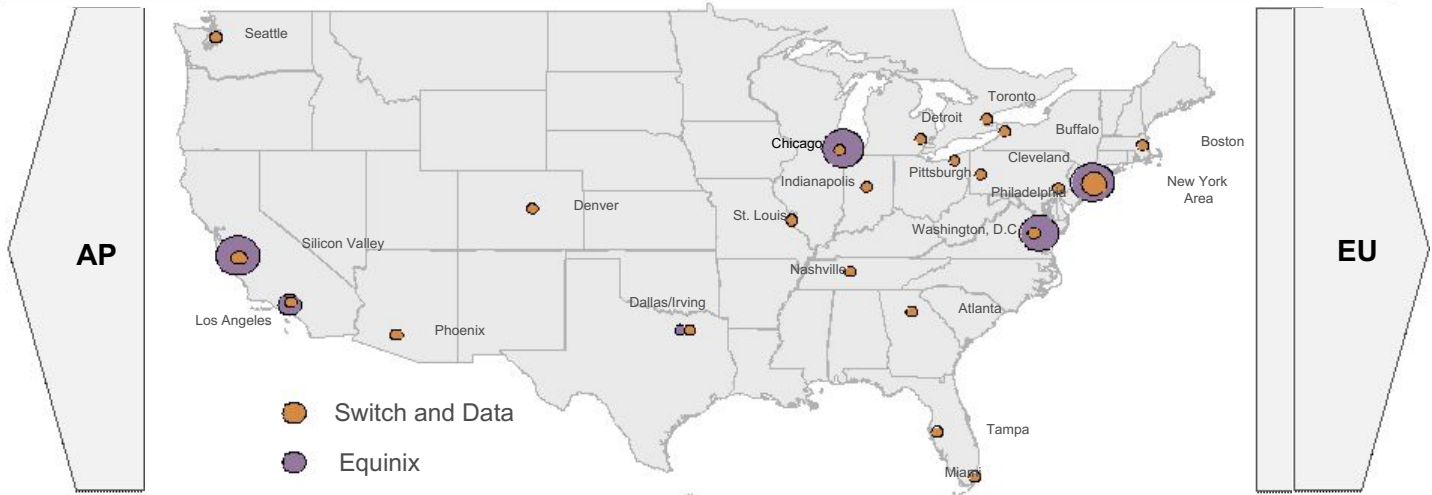 Seattle
Toronto
Detroit
Buffalo
Chicago
Boston
Cleveland
Pittsburgh
Indianapolis
New York
Area
Philadelphia
Denver
St. Louis
Washington, D.C
Silicon Valley
AP
EU
Nashville
Dallas/Irving
Atlanta
Los Angeles
Phoenix
Switch and Data
Tampa
Equinix
Miami